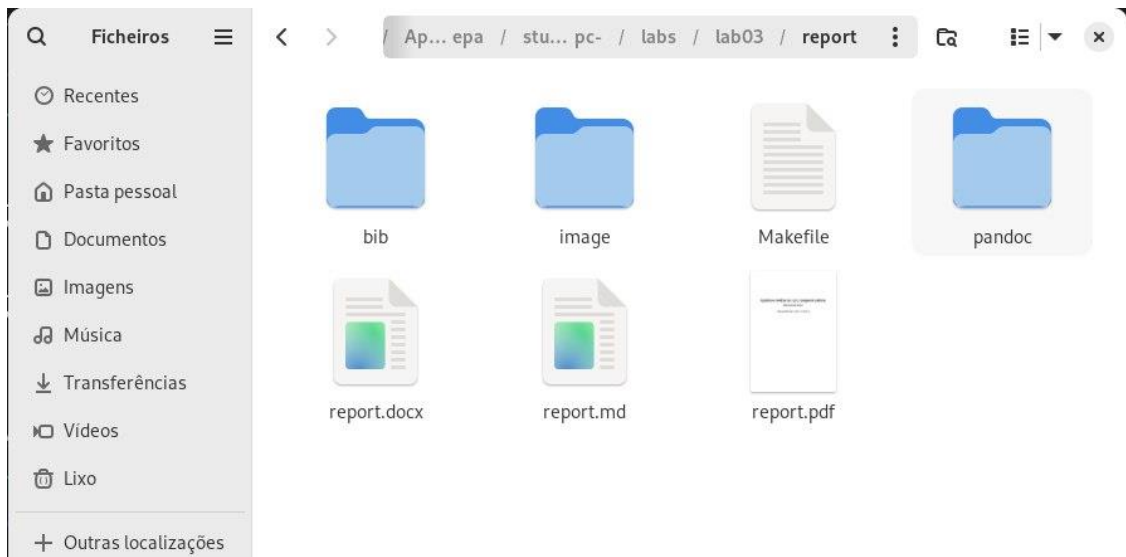 Ficheiros
/ Ap... epa / stu... pc- / labs / lab03 / report
Recentes
Favoritos
Pasta pessoal
Documentos
Imagens
Música
Transferências
Vídeos
Lixo
Outras localizações
bib
image
Makefile
pandoc
report.docx
report.md
report.pdf